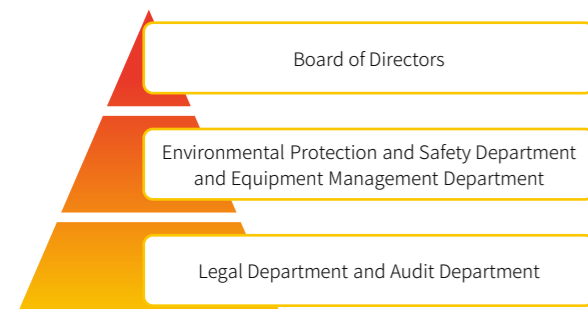 Board of Directors
Environmental Protection and Safety Department
and Equipment Management Department
Legal Department and Audit Department